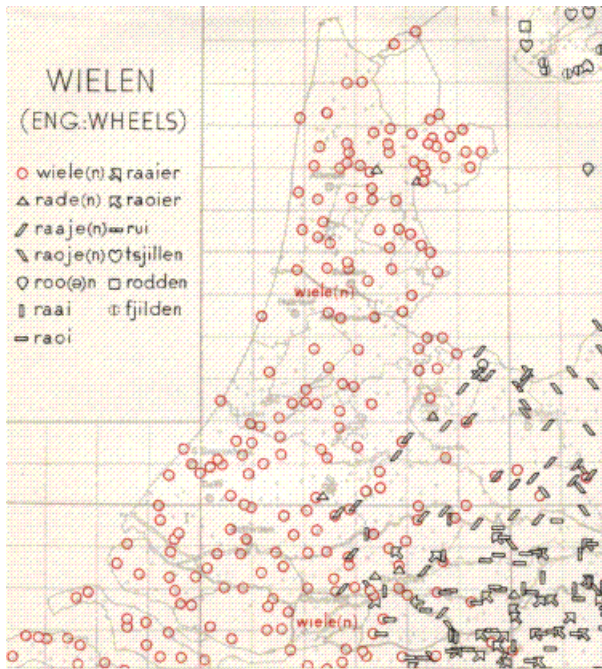 WIELEN
(ENG:WHEELS)
wiele(n) raaier
rade(n) raoier
raaje(n) rui
raoje(n) tsjillen
roo(ə)n rodden
raai fjilden
raoi
wiele(n)
wiele(n)